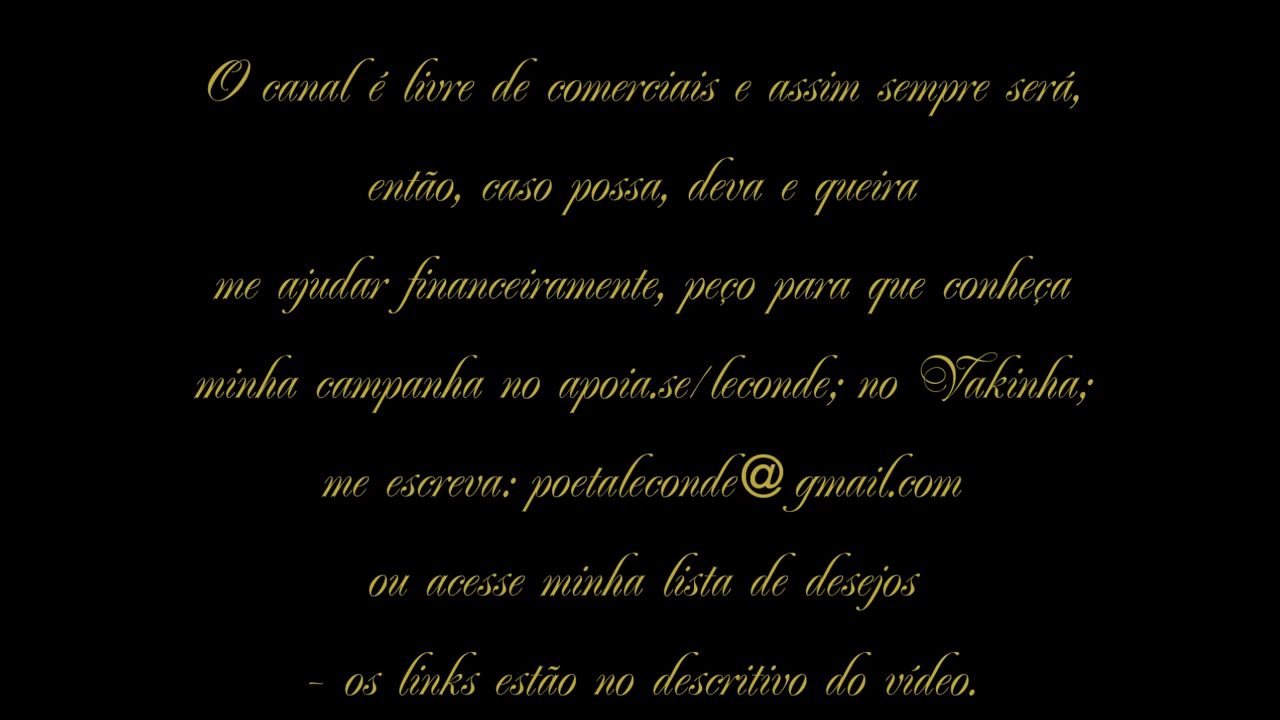 O canal é livre de comerciais e assim sempre será,
então, caso possa, deva e queira
me ajudar financeiramente, peço para que conheça
minha campanha no apoia.se/leconde; no Vakinha;
me escreva: poetaleconde@gmail.com
ou acesse minha lista de desejos
- os links estão no descritivo do vídeo.